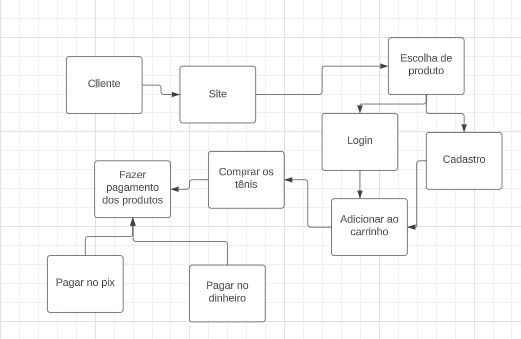 Cliente
Site
Escolha de
produto
Login
Cadastro
Adicionar ao
carrinho
Comprar os
tênis
Fazer
pagamento
dos produtos
Pagar no pix
Pagar no
dinheiro